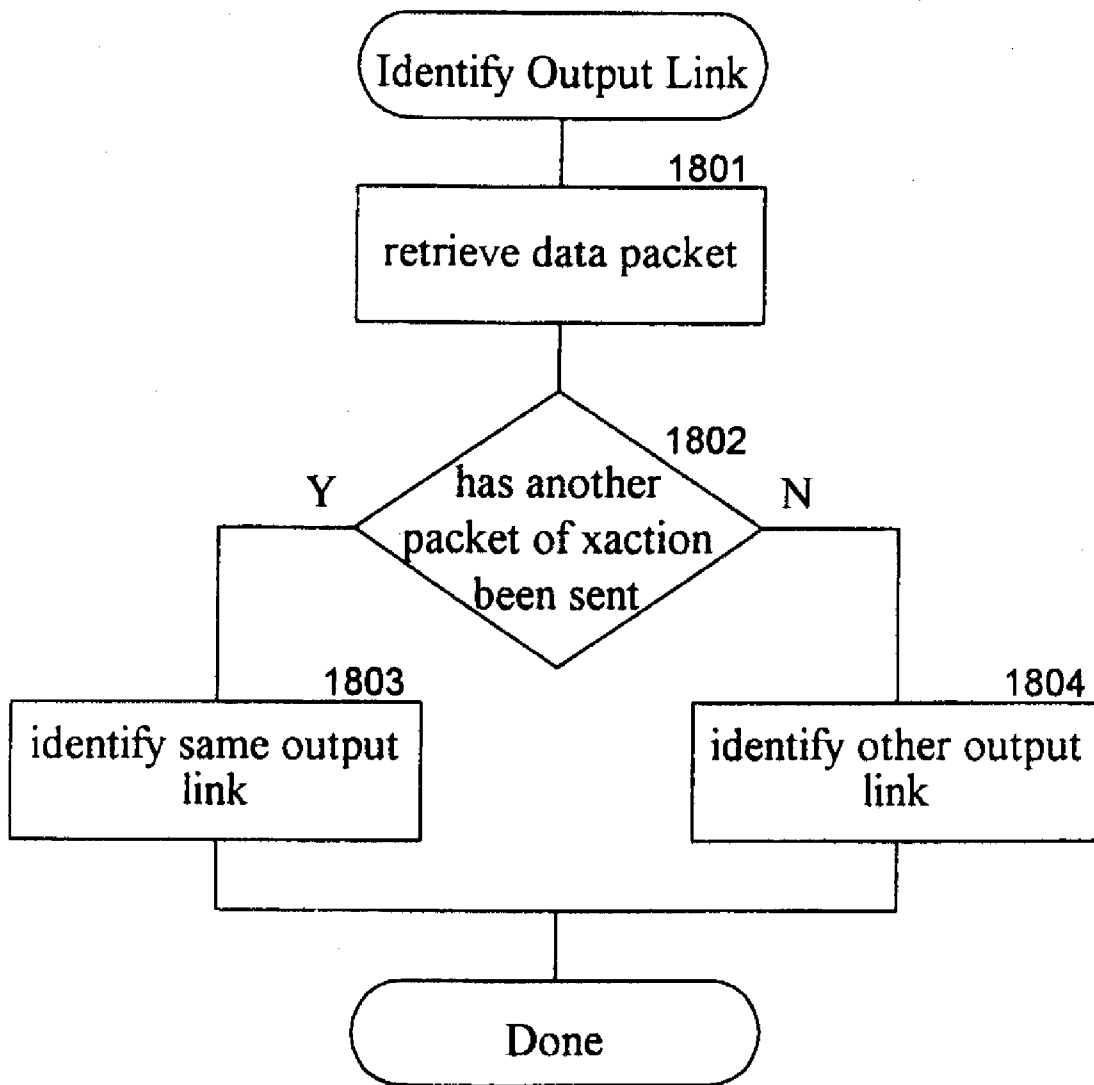 Identify Output Link
1801
retrieve data packet
1802
has another
packet of xaction
been sent
Y
N
1803
identify same output
link
1804
identify other output
link
Done